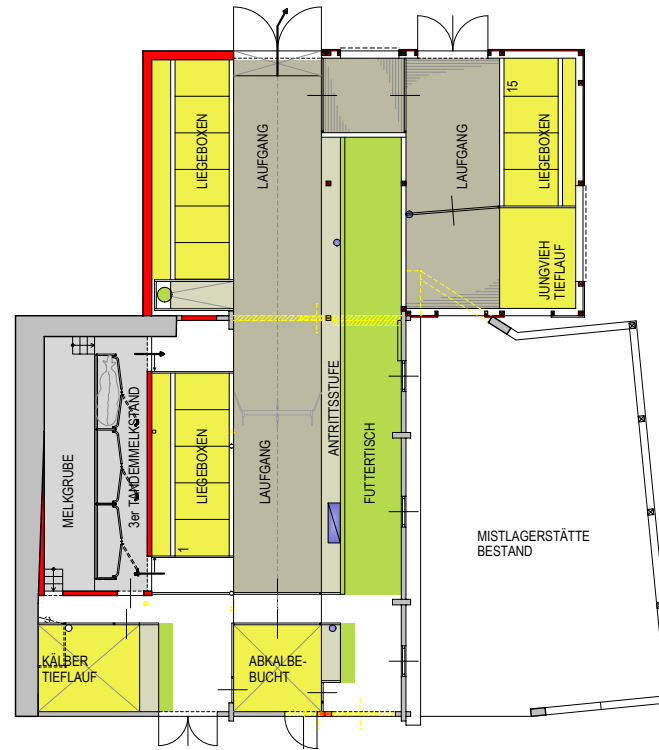 LIEGEBOXEN
LAUFGANG
LAUFGANG
15
LIEGEBOXEN
JUNGVIEH
TIEFLAUF
MELKGRUBE
3er TANDEMMELKSTAND
LIEGEBOXEN
1
LAUFGANG
ANTRITTSSTUFE
FUTTERTISCH
MISTLAGERSTÄTTE
BESTAND
KÄLBER
TIEFLAUF
ABKALBE-
BUCHT